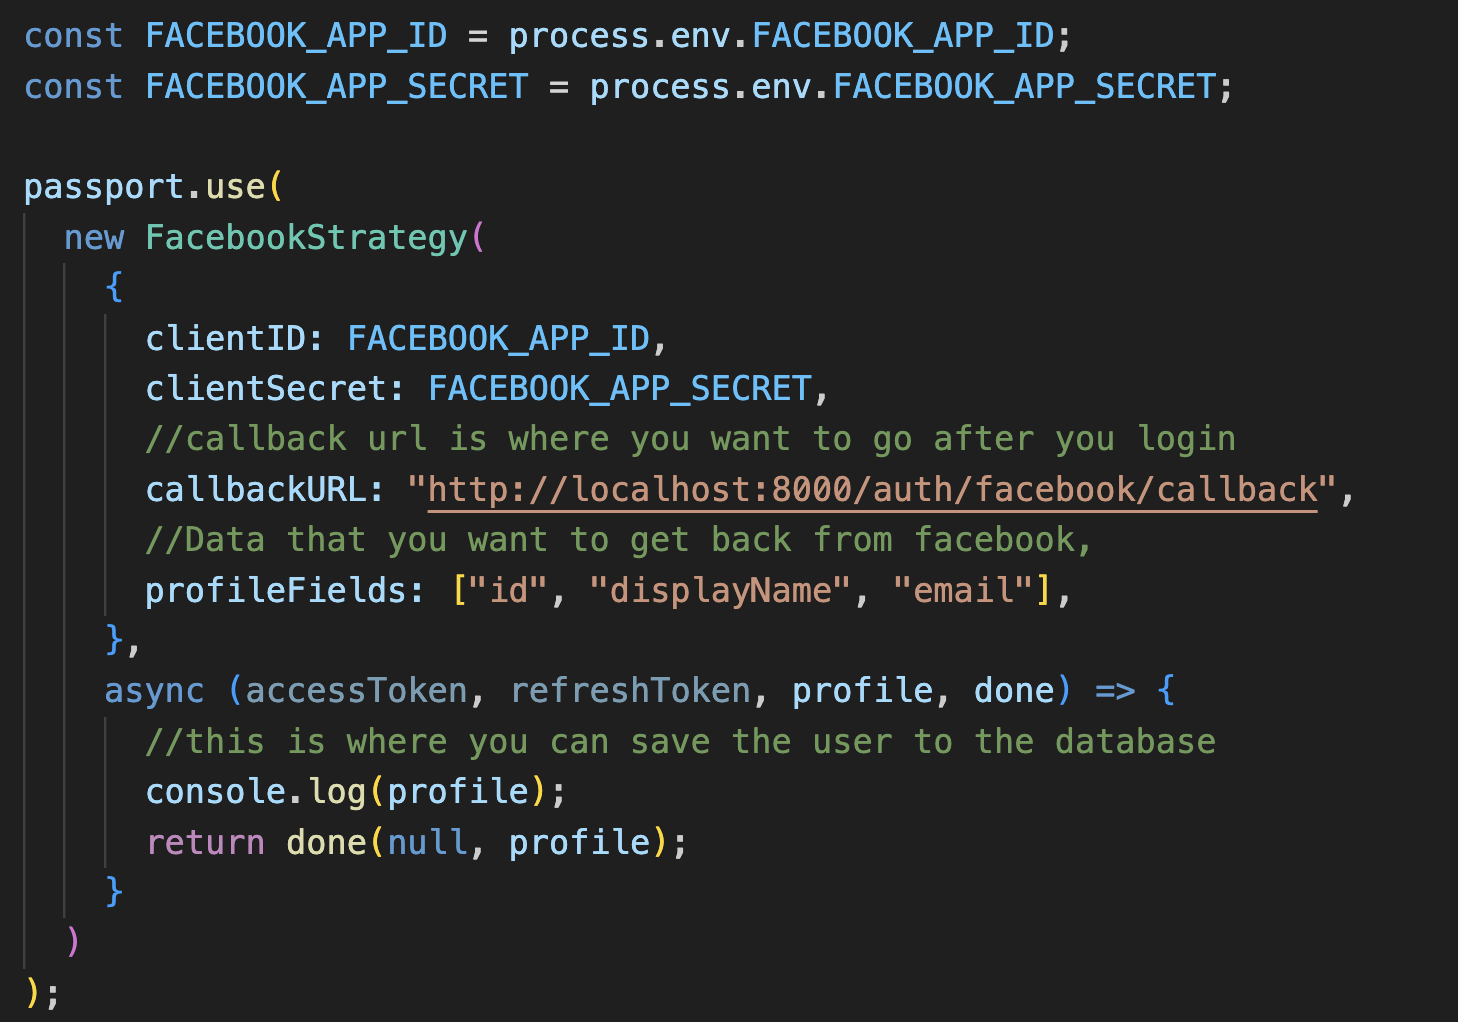 const FACEBOOK_APP_ID = process.env.FACEBOOK_APP_ID;
const FACEBOOK_APP_SECRET = process.env.FACEBOOK_APP_SECRET;

passport.use(
  new FacebookStrategy(
    {
      clientID: FACEBOOK_APP_ID,
      clientSecret: FACEBOOK_APP_SECRET,
      //callback url is where you want to go after you login
      callbackURL: "http://localhost:8000/auth/facebook/callback",
      //Data that you want to get back from facebook,
      profileFields: ["id", "displayName", "email"],
    },
    async (accessToken, refreshToken, profile, done) => {
      //this is where you can save the user to the database
      console.log(profile);
      return done(null, profile);
    }
  )
);